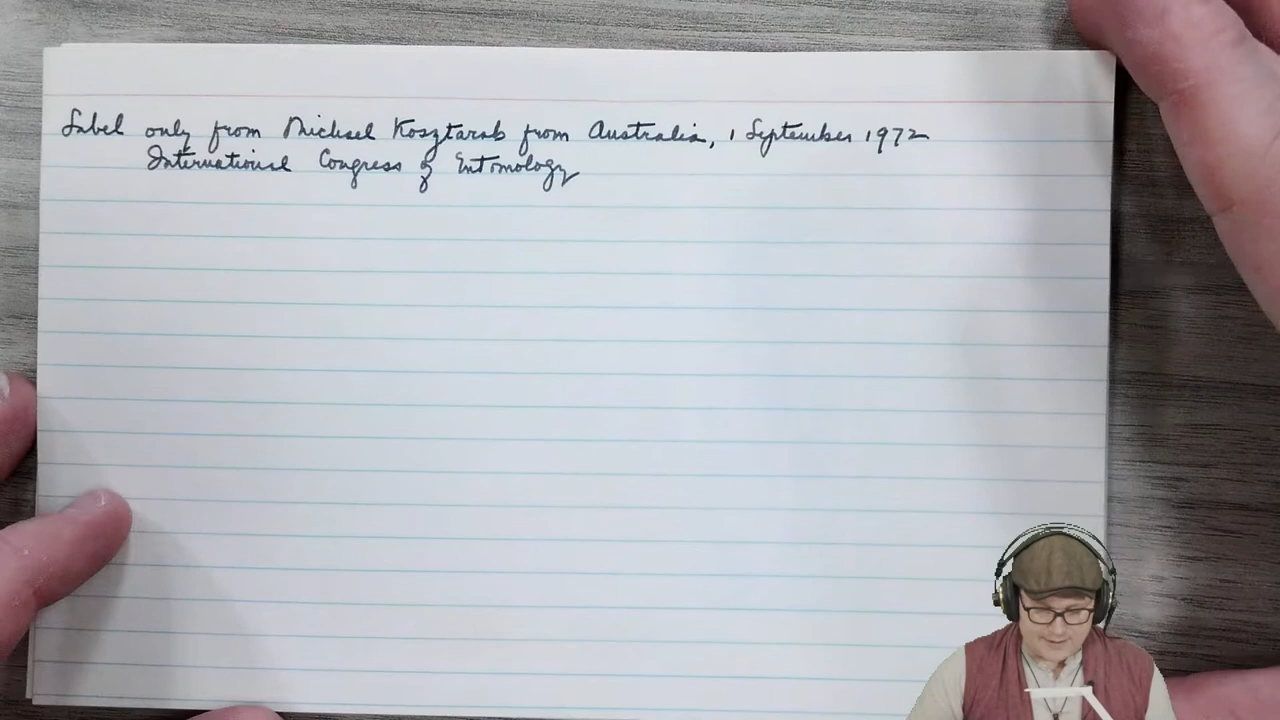 Label only from Michael Kosztarab from Australia, 1 September 1972
International Congress of Entomology